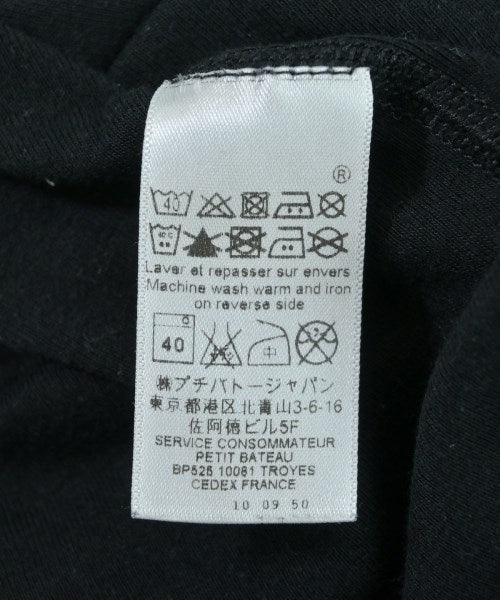 ®
40
40°C
Laver et repasser sur envers
Machine wash warm and iron
on reverse side
40 中
㈱プチバトージャパン
東京都港区北青山3-6-16
佐阿徳ビル5F
SERVICE CONSOMMATEUR
PETIT BATEAU
BP525 10081 TROYES
CEDEX FRANCE
10 09 50